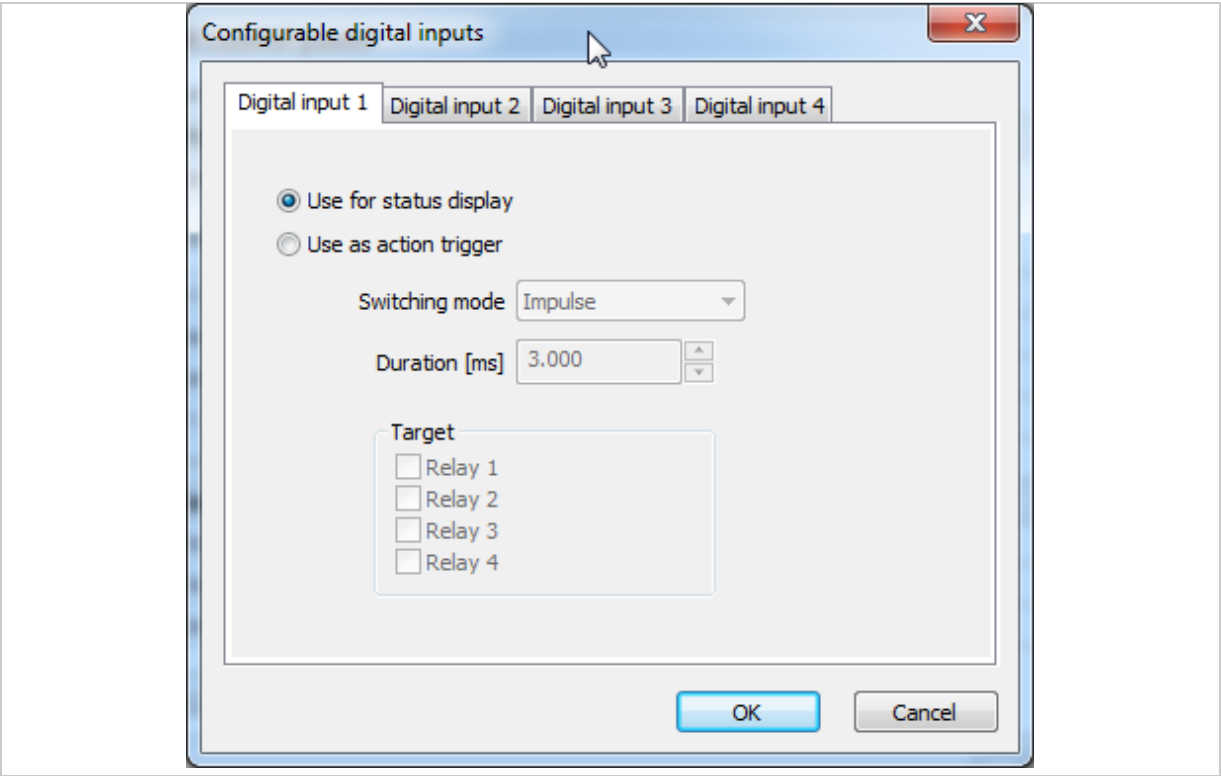 Configurable digital inputs
Digital input 1 Digital input 2 Digital input 3 Digital input 4
Use for status display
Use as action trigger
Switching mode Impulse
Duration [ms] 3.000
Target
Relay 1
Relay 2
Relay 3
Relay 4
OK Cancel